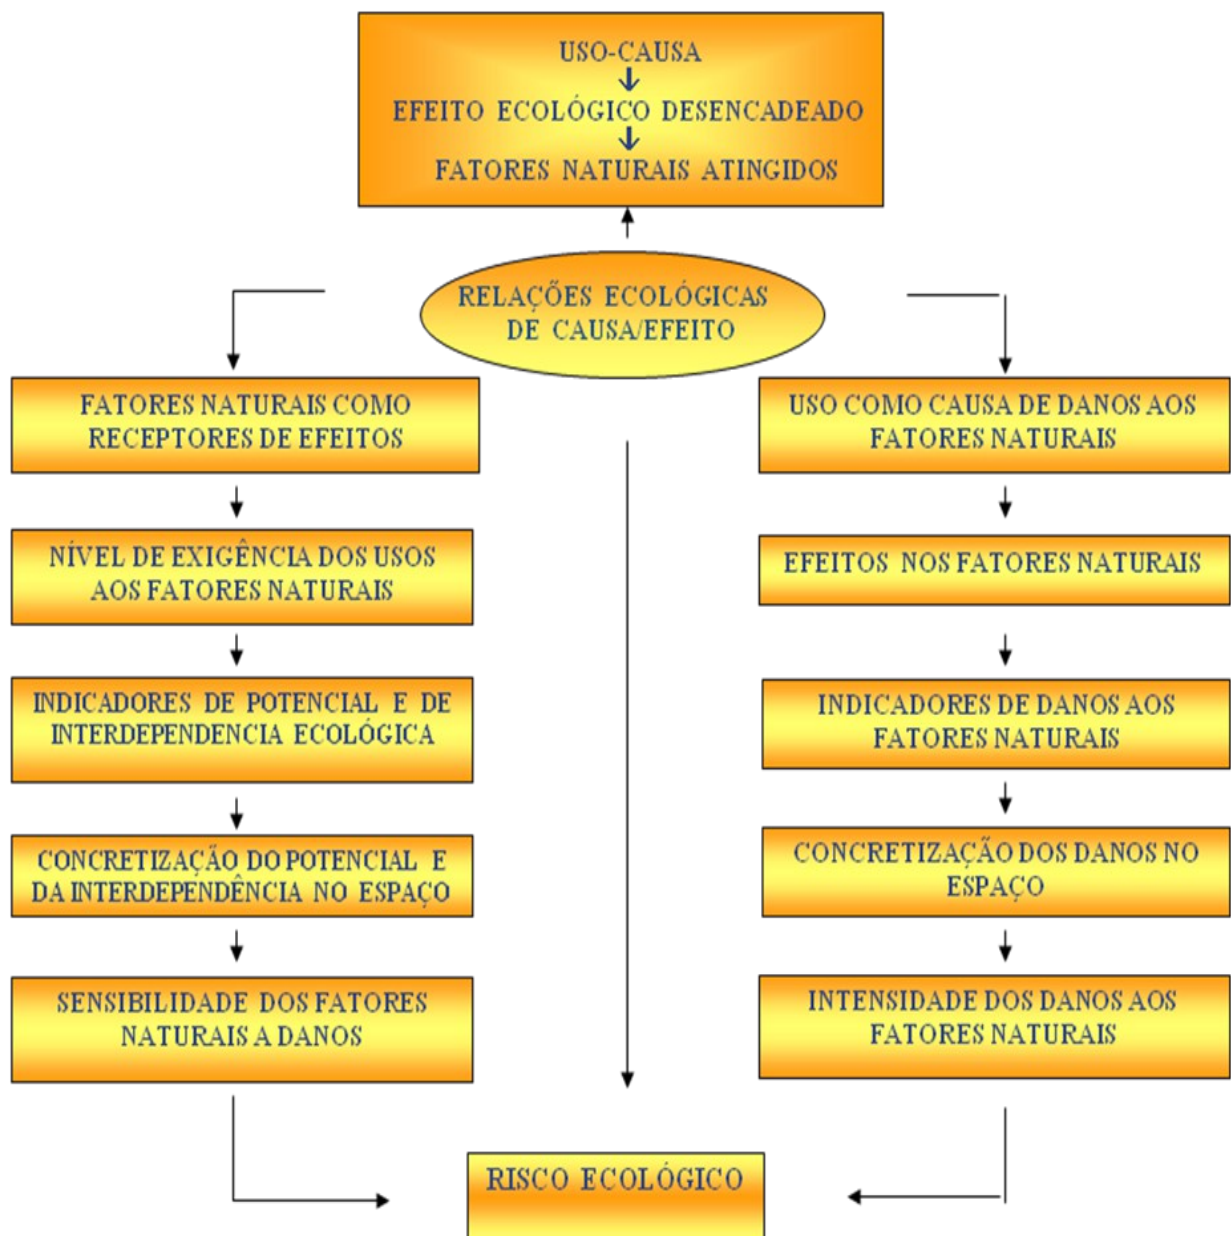 USO-CAUSA
EFEITO ECOLÓGICO DESENCADEADO
FATORES NATURAIS ATINGIDOS
RELAÇÕES ECOLÓGICAS
DE CAUSA/EFEITO
FATORES NATURAIS COMO
RECEPTORES DE EFEITOS
NÍVEL DE EXIGÊNCIA DOS USOS
AOS FATORES NATURAIS
INDICADORES DE POTENCIAL E DE
INTERDEPENDENCIA ECOLÓGICA
CONCRETIZAÇÃO DO POTENCIAL E
DA INTERDEPENDÊNCIA NO ESPAÇO
SENSIBILIDADE DOS FATORES
NATURAIS A DANOS
USO COMO CAUSA DE DANOS AOS
FATORES NATURAIS
EFEITOS NOS FATORES NATURAIS
INDICADORES DE DANOS AOS
FATORES NATURAIS
CONCRETIZAÇÃO DOS DANOS NO
ESPAÇO
INTENSIDADE DOS DANOS AOS
FATORES NATURAIS
RISCO ECOLÓGICO